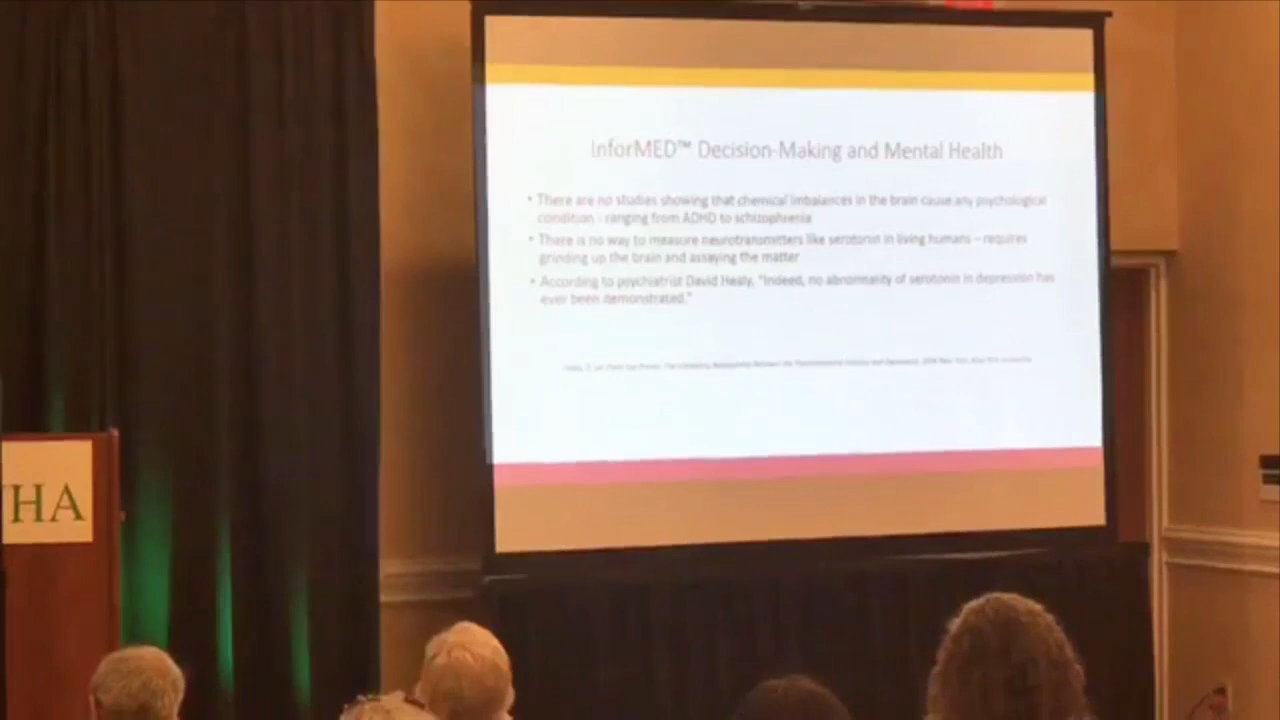 InforMED™ Decision-Making and Mental Health
• There are no studies showing that chemical imbalances in the brain cause any psychological
condition - ranging from ADHD to schizophrenia
• There is no way to measure neurotransmitters like serotonin in living humans – requires
grinding up the brain and assaying the matter
• According to psychiatrist David Healy, "Indeed, no abnormality of serotonin in depression has
ever been demonstrated."
HA